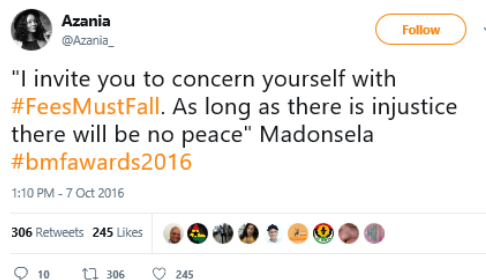 Azania
@Azania_
Follow
"I invite you to concern yourself with
#FeesMustFall. As long as there is injustice
there will be no peace" Madonsela
#bmfawards2016
1:10 PM - 7 Oct 2016
306 Retweets 245 Likes
10 306 245